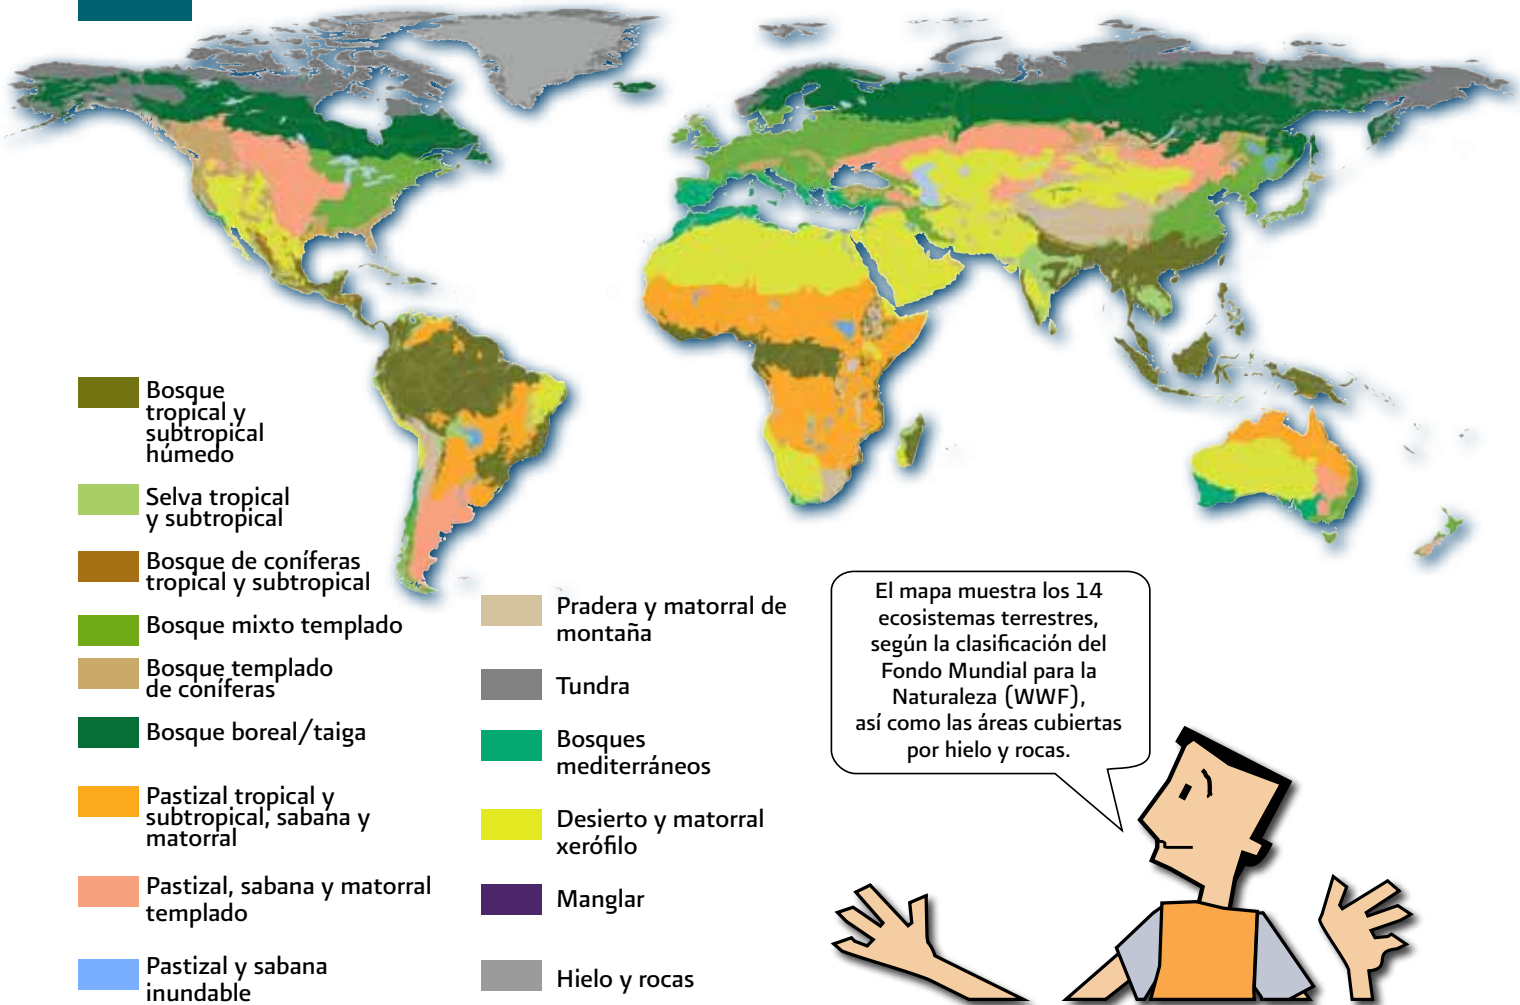 Bosque
tropical y
subtropical
húmedo
Selva tropical
y subtropical
Bosque de coníferas
tropical y subtropical
Bosque mixto templado
Bosque templado
de coníferas
Bosque boreal/taiga
Pastizal tropical y
subtropical, sabana y
matorral
Pastizal, sabana y matorral
templado
Pastizal y sabana
inundable
Pradera y matorral de
montaña
Tundra
Bosques
mediterráneos
Desierto y matorral
xerófilo
Manglar
Hielo y rocas
El mapa muestra los 14
ecosistemas terrestres,
según la clasificación del
Fondo Mundial para la
Naturaleza (WWF),
así como las áreas cubiertas
por hielo y rocas.